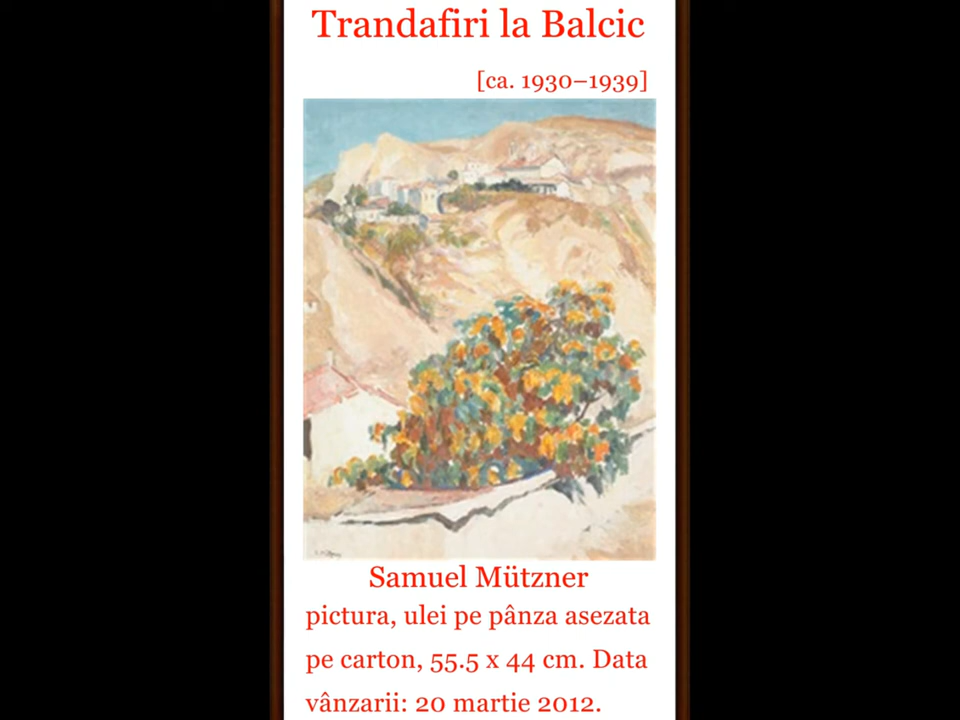 Trandafiri la Balcic
[ca. 1930–1939]
Samuel Mützner
pictura, ulei pe pânza asezata
pe carton, 55.5 x 44 cm. Data
vânzarii: 20 martie 2012.